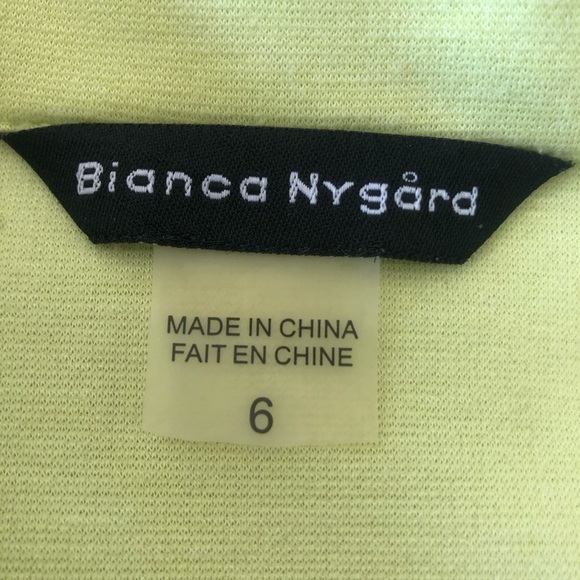 Bianca Nygård
MADE IN CHINA
FAIT EN CHINE
6